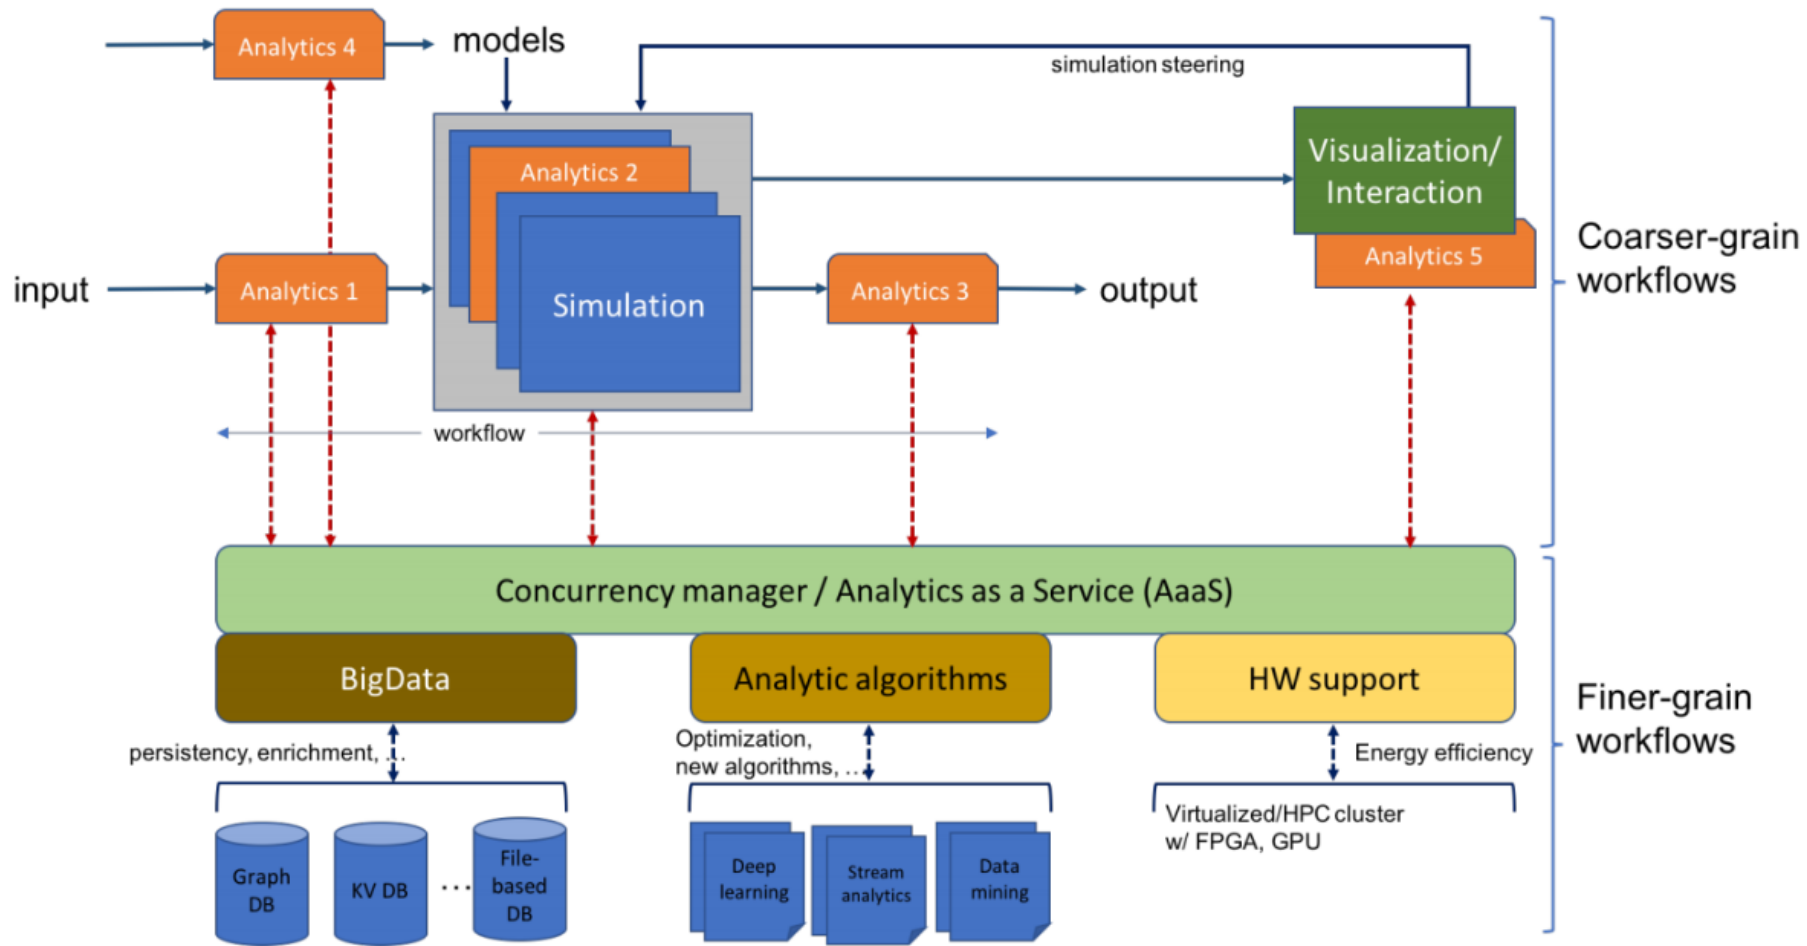 Analytics 4
models
simulation steering
Analytics 2
Visualization/
Interaction
Coarser-grain
workflows
input
Analytics 1
Simulation
Analytics 3
output
Analytics 5
workflow
Concurrency manager / Analytics as a Service (AaaS)
BigData
Analytic algorithms
HW support
Finer-grain
workflows
persistency, enrichment, ...
Optimization,
new algorithms, ...
Energy efficiency
Virtualized/HPC cluster
w/ FPGA, GPU
Graph
DB
KV DB
...
File-
based
DB
Deep
learning
Stream
analytics
Data
mining